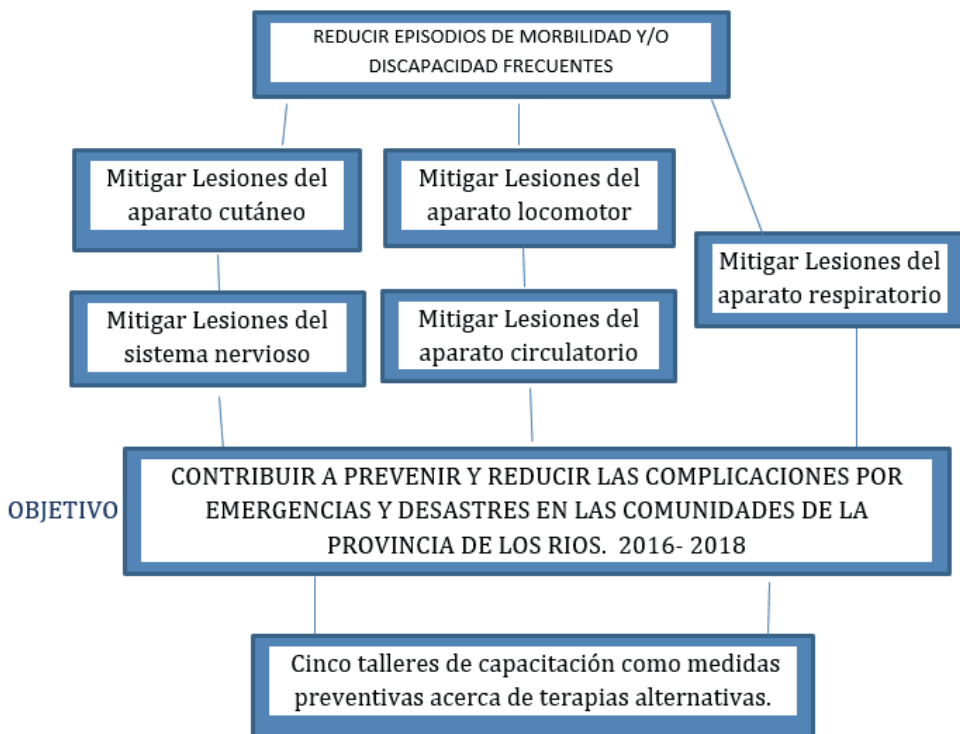 REDUCIR EPISODIOS DE MORBILIDAD Y/O
DISCAPACIDAD FRECUENTES
Mitigar Lesiones del
aparato cutáneo
Mitigar Lesiones del
aparato locomotor
Mitigar Lesiones del
aparato respiratorio
Mitigar Lesiones del
sistema nervioso
Mitigar Lesiones del
aparato circulatorio
OBJETIVO
CONTRIBUIR A PREVENIR Y REDUCIR LAS COMPLICACIONES POR
EMERGENCIAS Y DESASTRES EN LAS COMUNIDADES DE LA
PROVINCIA DE LOS RIOS. 2016- 2018
Cinco talleres de capacitación como medidas
preventivas acerca de terapias alternativas.